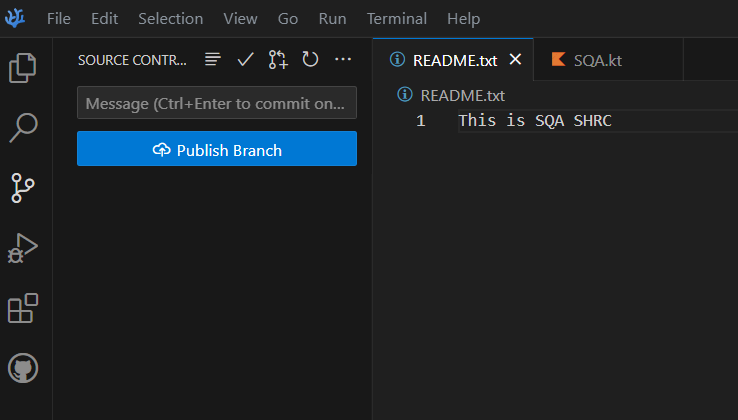 File Edit Selection View Go Run Terminal Help
SOURCE CONTR...
README.txt
SQA.kt
Message (Ctrl+Enter to commit on...
README.txt
Publish Branch
1 This is SQA SHRC